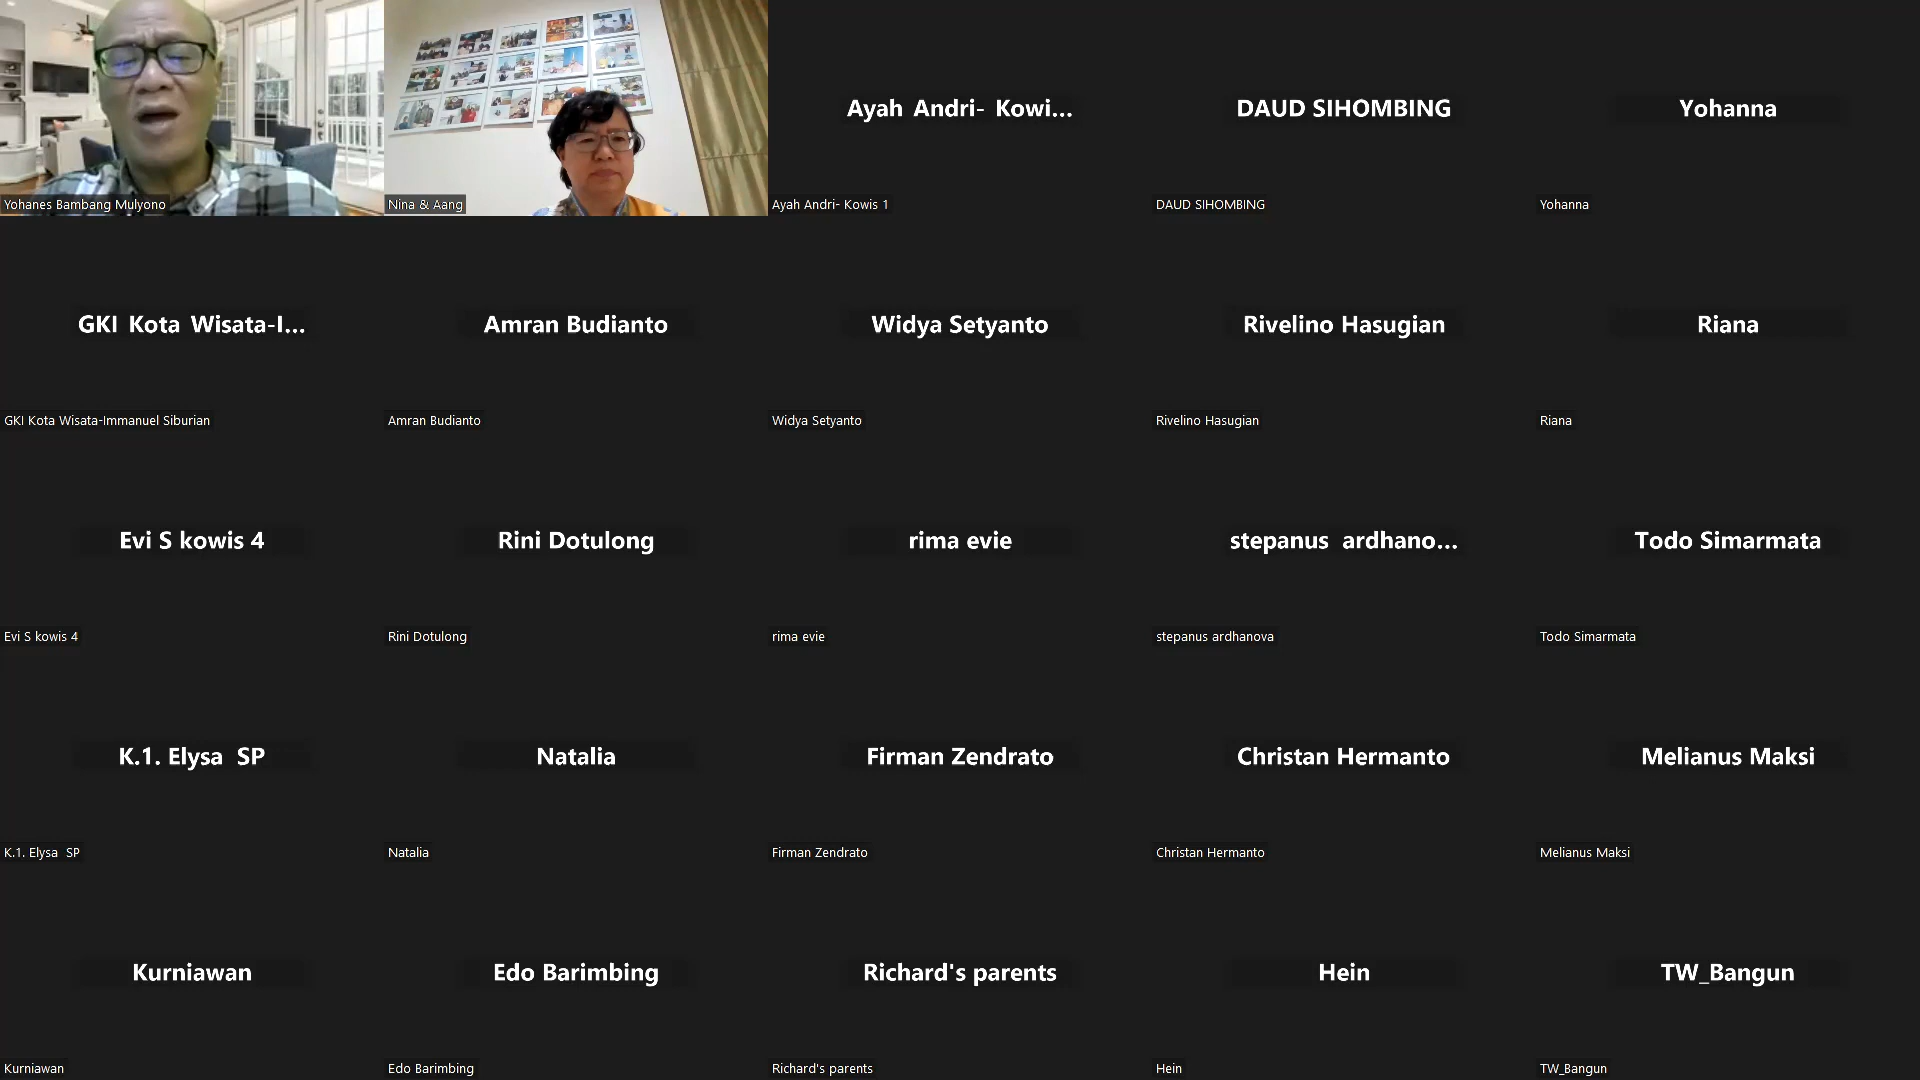 Yohanes Bambang Mulyono
Nina & Aang
Ayah Andri- Kowi...
Ayah Andri- Kowis 1
DAUD SIHOMBING
DAUD SIHOMBING
Yohanna
Yohanna
GKI Kota Wisata-I...
GKI Kota Wisata-Immanuel Siburian
Amran Budianto
Amran Budianto
Widya Setyanto
Widya Setyanto
Rivelino Hasugian
Rivelino Hasugian
Riana
Riana
Evi S kowis 4
Evi S kowis 4
Rini Dotulong
Rini Dotulong
rima evie
rima evie
stepanus ardhano...
stepanus ardhanova
Todo Simarmata
Todo Simarmata
K.1. Elysa SP
K.1. Elysa SP
Natalia
Natalia
Firman Zendrato
Firman Zendrato
Christan Hermanto
Christan Hermanto
Melianus Maksi
Melianus Maksi
Kurniawan
Kurniawan
Edo Barimbing
Edo Barimbing
Richard's parents
Richard's parents
Hein
Hein
TW_Bangun
TW_Bangun